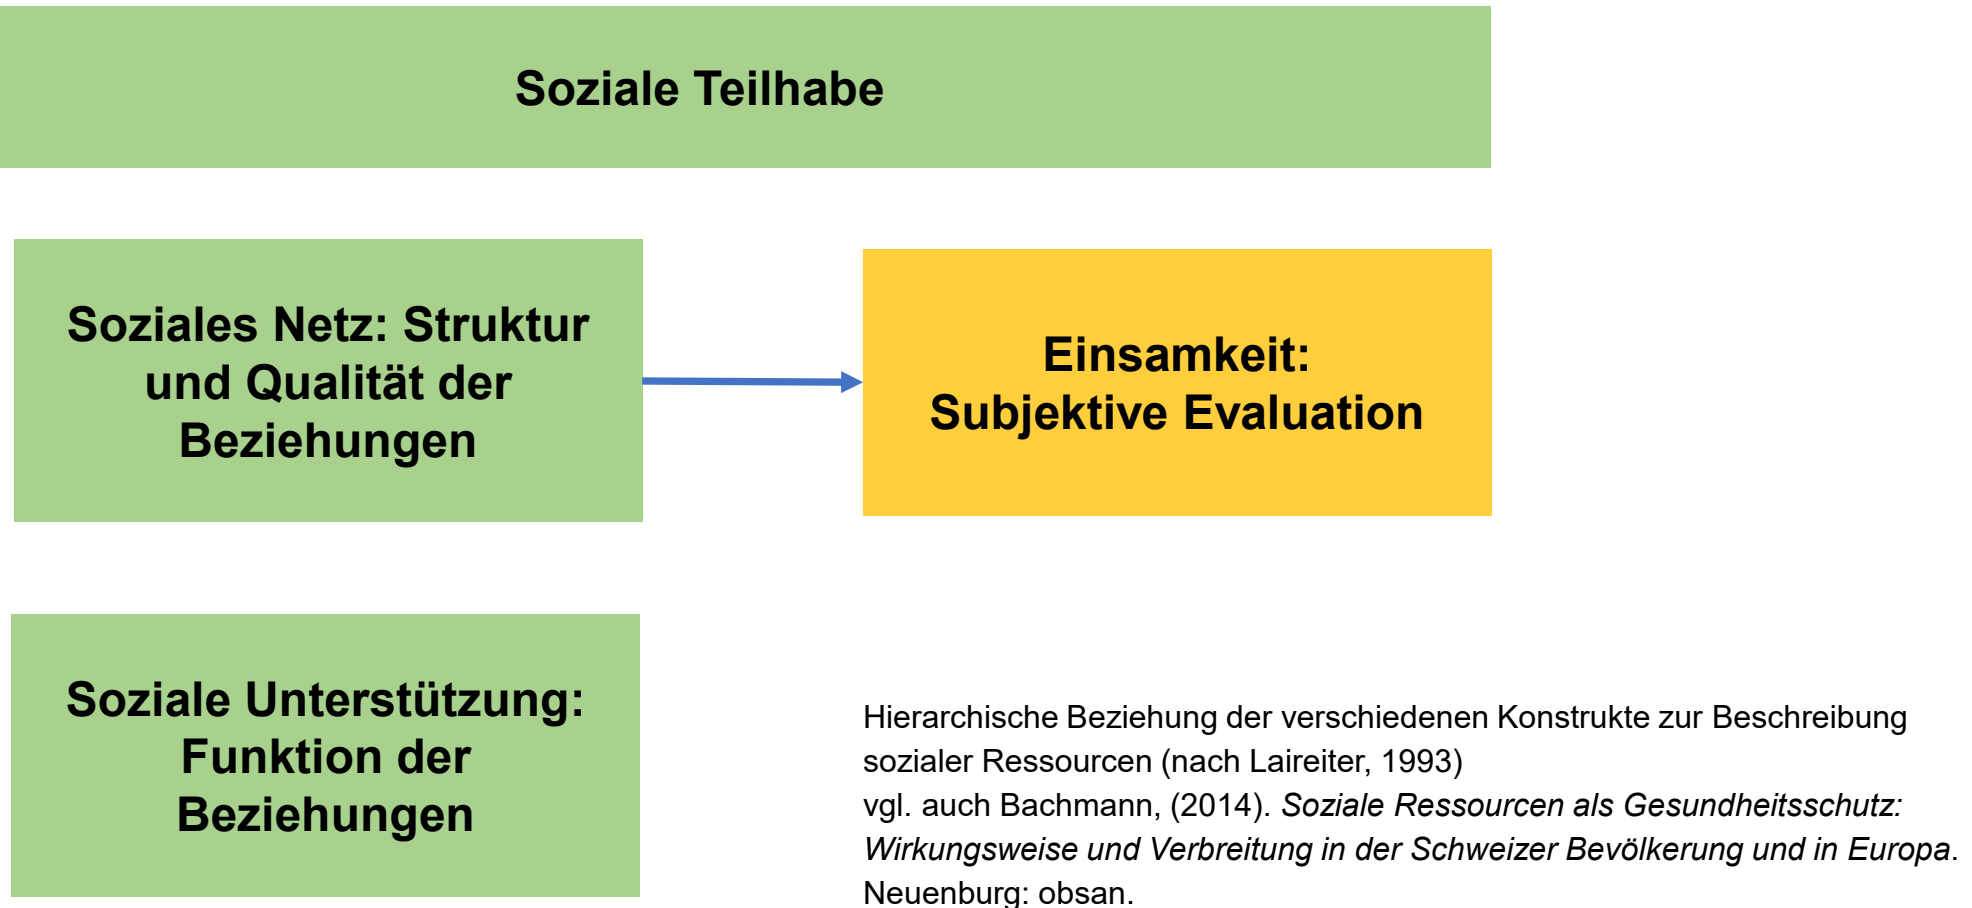 Soziale Teilhabe
Soziales Netz: Struktur
und Qualität der
Beziehungen
Einsamkeit:
Subjektive Evaluation
Soziale Unterstützung:
Funktion der
Beziehungen
Hierarchische Beziehung der verschiedenen Konstrukte zur Beschreibung
sozialer Ressourcen (nach Laireiter, 1993)
vgl. auch Bachmann, (2014). Soziale Ressourcen als Gesundheitsschutz:
Wirkungsweise und Verbreitung in der Schweizer Bevölkerung und in Europa.
Neuenburg: obsan.